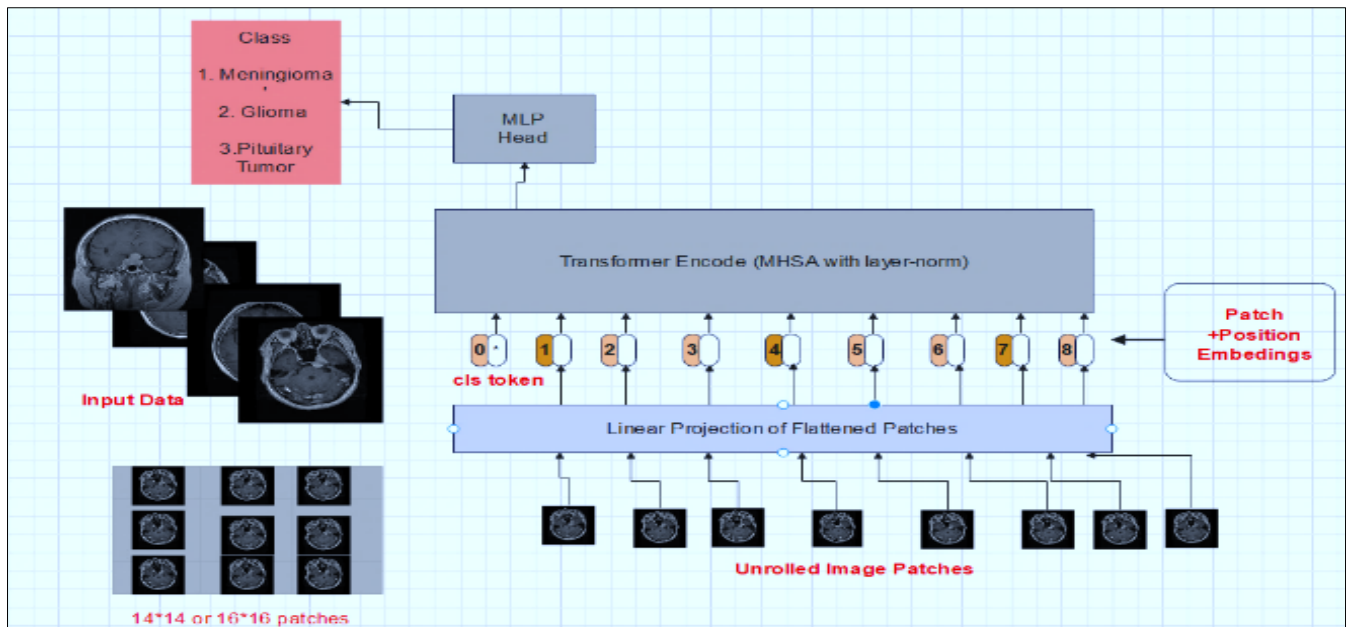 Class
1. Meningioma
'
2. Glioma
3.Pituitary
Tumor
MLP
Head
Transformer Encode (MHSA with layer-norm)
Patch
+Position
Embedings
0 *
1
2
3
4
5
6
7
8
cls token
Input Data
Linear Projection of Flattened Patches
Unrolled Image Patches
14*14 or 16*16 patches